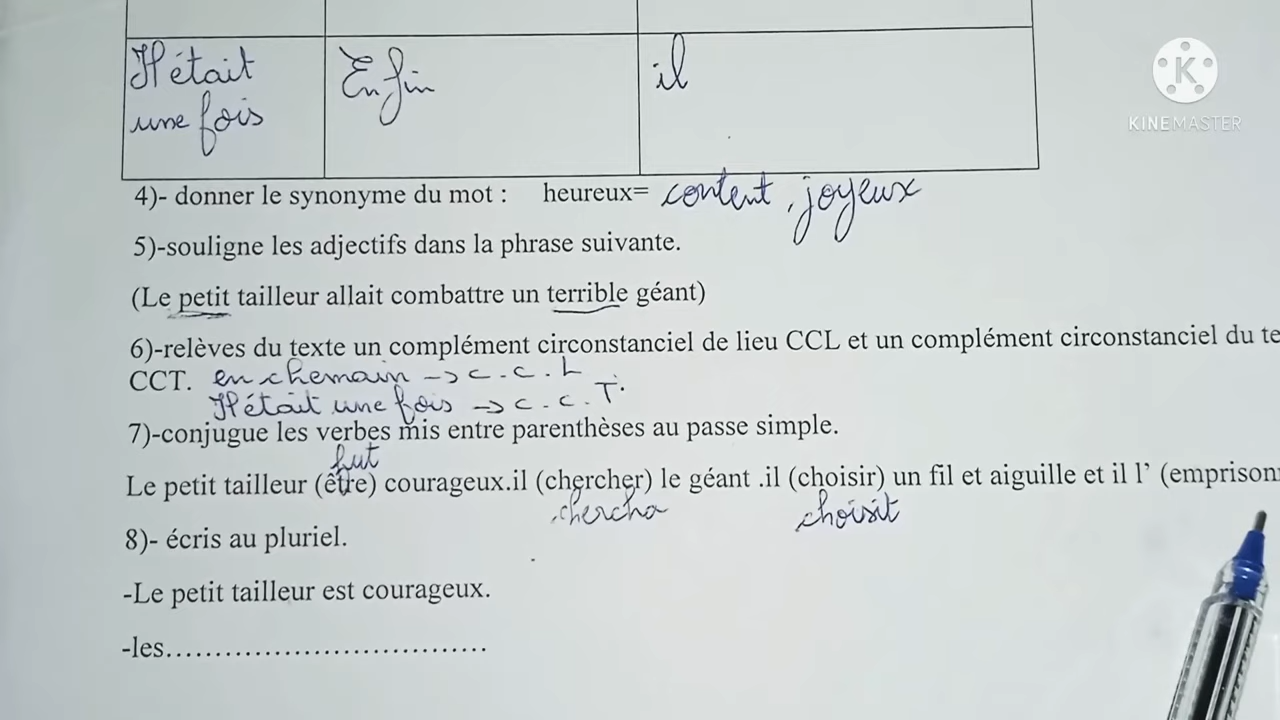 Il était
une fois
Enfin
il
KINEMASTER
4)- donner le synonyme du mot : heureux= content, joyeux
5)-souligne les adjectifs dans la phrase suivante.
(Le petit tailleur allait combattre un terrible géant)
6)-relèves du texte un complément circonstanciel de lieu CCL et un complément circonstanciel du te
CCT. en chemain -> C.C.L
Il était une fois -> C.C.T.
7)-conjugue les verbes mis entre parenthèses au passe simple.
fut
Le petit tailleur (être) courageux.il (chercher) le géant .il (choisir) un fil et aiguille et il l’ (emprison
chercha choisit
8)- écris au pluriel.
-Le petit tailleur est courageux.
-les................................